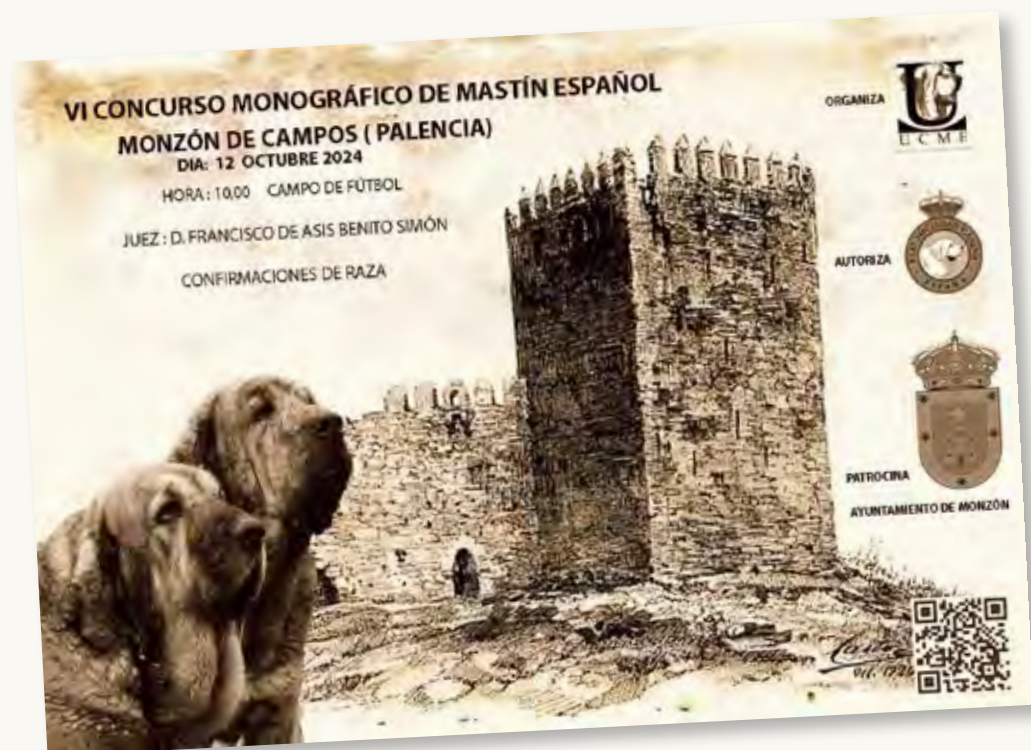 VI CONCURSO MONOGRÁFICO DE MASTÍN ESPAÑOL
MONZÓN DE CAMPOS ( PALENCIA)
DIA: 12 OCTUBRE 2024
HORA : 10,00 CAMPO DE FÚTBOL
JUEZ : D. FRANCISCO DE ASIS BENITO SIMÓN
CONFIRMACIONES DE RAZA
ORGANIZA
UCME
AUTORIZA
PATROCINA
AYUNTAMIENTO DE MONZÓN